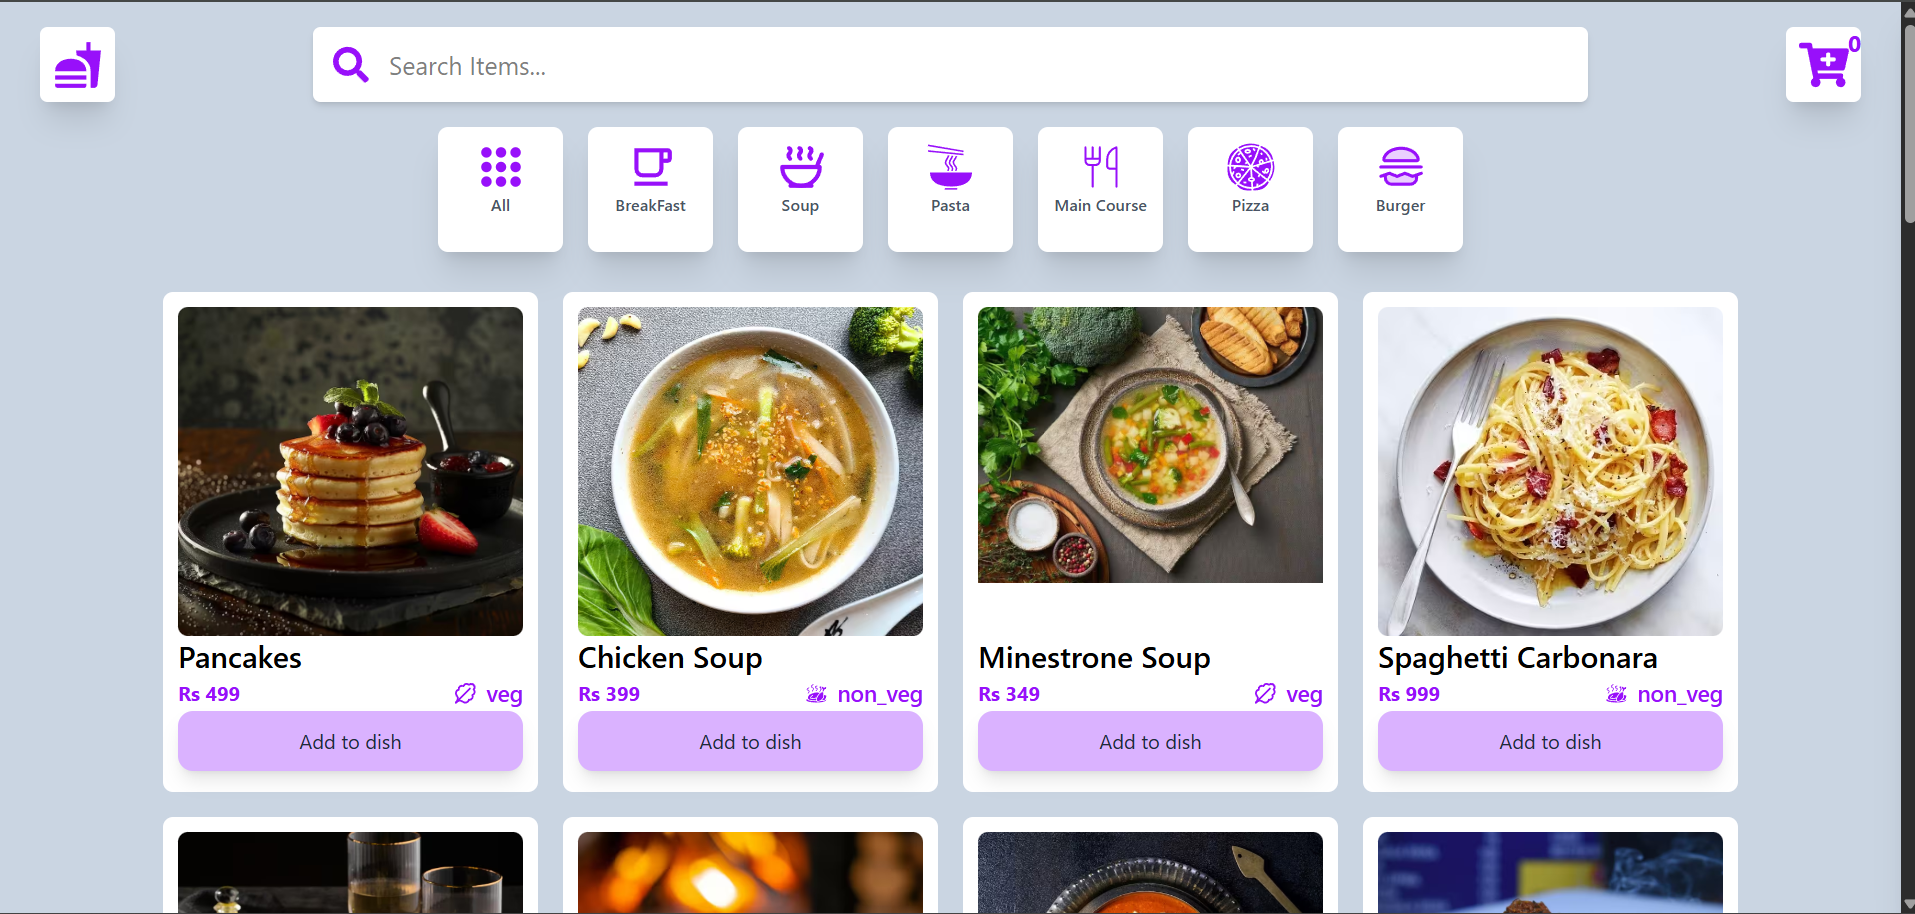 Search Items...
0
All
BreakFast
Soup
Pasta
Main Course
Pizza
Burger
Pancakes
Rs 499
veg
Add to dish
Chicken Soup
Rs 399
non_veg
Add to dish
Minestrone Soup
Rs 349
veg
Add to dish
Spaghetti Carbonara
Rs 999
non_veg
Add to dish